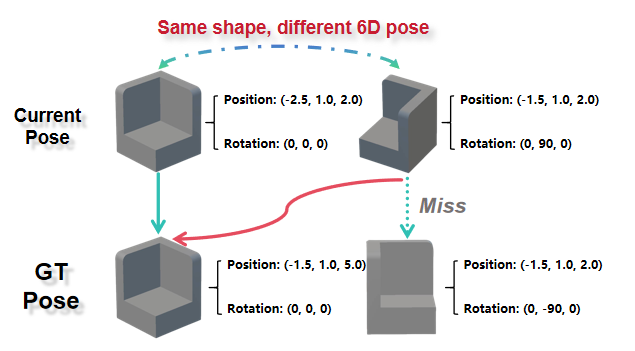 Same shape, different 6D pose
Current
Pose
Position: (-2.5, 1.0, 2.0)
Rotation: (0, 0, 0)
Position: (-1.5, 1.0, 2.0)
Rotation: (0, 90, 0)
Miss
GT
Pose
Position: (-1.5, 1.0, 5.0)
Rotation: (0, 0, 0)
Position: (-1.5, 1.0, 2.0)
Rotation: (0, -90, 0)